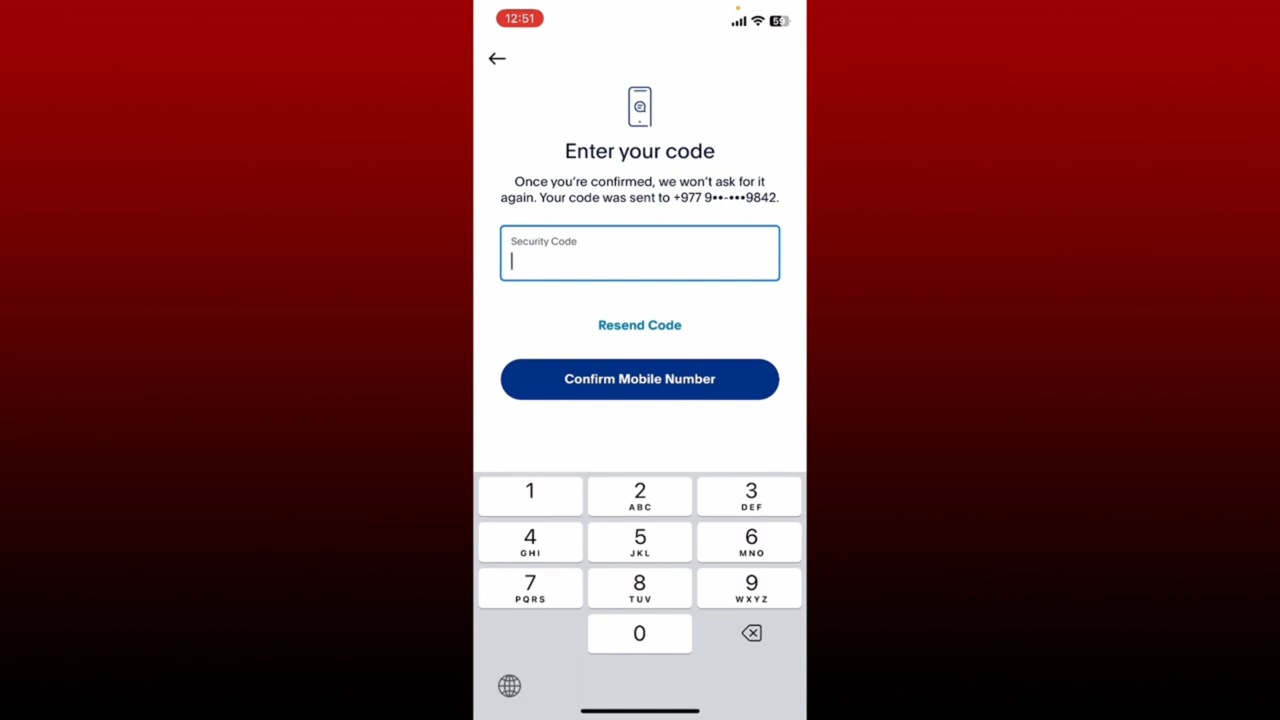 12:51
59
Enter your code
Once you're confirmed, we won't ask for it
again. Your code was sent to +977 9••-•••9842.
Security Code
Resend Code
Confirm Mobile Number
1 2 3
ABC DEF
4 5 6
GHI JKL MNO
7 8 9
PQRS TUV WXYZ
0